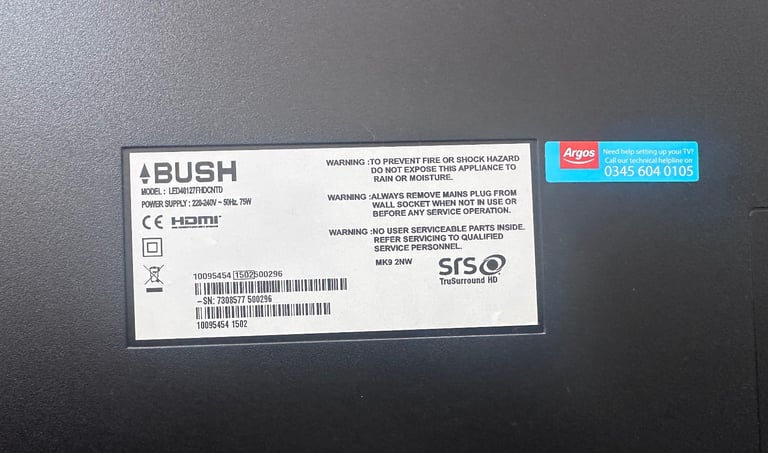 BUSH
MODEL : LED40127FHDCNTD
POWER SUPPLY : 220-240V ~ 50Hz, 75W
CE HDMI
10095454 1502 500296
-SN: 7308577 500296
10095454 1502
WARNING :TO PREVENT FIRE OR SHOCK HAZARD
DO NOT EXPOSE THIS APPLIANCE TO
RAIN OR MOISTURE.
WARNING :ALWAYS REMOVE MAINS PLUG FROM
WALL SOCKET WHEN NOT IN USE OR
BEFORE ANY SERVICE OPERATION.
WARNING :NO USER SERVICEABLE PARTS INSIDE.
REFER SERVICING TO QUALIFIED
SERVICE PERSONNEL.
MK9 2NW
SRS
TruSurround HD
Argos
Need help setting up your TV?
Call our technical helpline on
0345 604 0105